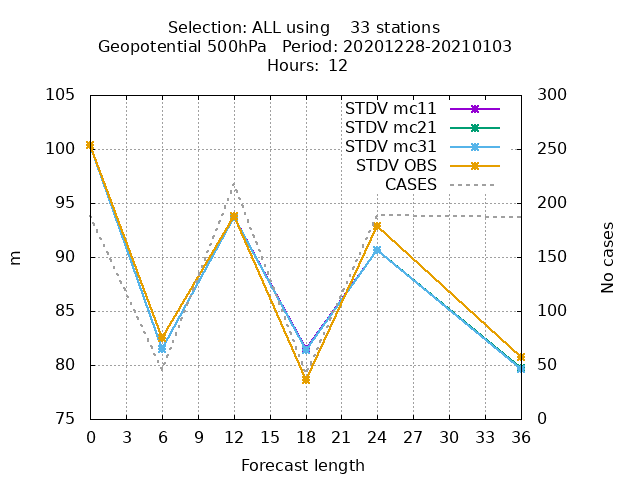 Selection: ALL using    33 stations
Geopotential 500hPa   Period: 20201228-20210103
Hours:  12
105
100
95
90
85
80
75
m
300
250
200
150
100
50
0
No cases
STDV mc11
STDV mc21
STDV mc31
STDV OBS
CASES
0 3 6 9 12 15 18 21 24 27 30 33 36
Forecast length